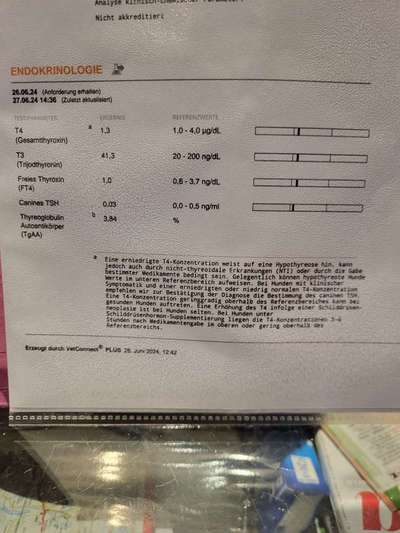 Analyse klinisch-chemischer Parameter.
Nicht akkreditiert
ENDOKRINOLOGIE
26.06.24 (Anforderung erhalten)
27.06.24 14:36 (Zuletzt aktualisiert)
TESTPARAMETER ERGEBNIS REFERENZWERTE
T4 a 1,3 1,0 - 4,0 µg/dL
(Gesamtthyroxin)
T3 41,3 20 - 200 ng/dL
(Trijodthyronin)
Freies Thyroxin 1,0 0,6 - 3,7 ng/dL
(FT4)
Canines TSH 0,03 0,0 - 0,5 ng/ml
Thyreoglobulin b 3,84 %
Autoantikörper
(TgAA)
a Eine erniedrigte T4-Konzentration weist auf eine Hypothyreose hin, kann
jedoch auch durch nicht-thyreoidale Erkrankungen (NTI) oder durch die Gabe
bestimmter Medikamente bedingt sein. Gelegentlich können hypothyreote Hunde
Werte im unteren Referenzbereich aufweisen. Bei Hunden mit klinischer
Symptomatik und einer erniedrigten oder niedrig normalen T4-Konzentration
empfehlen wir zur Bestätigung der Diagnose die Bestimmung des caninen TSH.
Eine T4-Konzentration geringgradig oberhalb des Referenzbereiches kann bei
gesunden Hunden auftreten. Eine Erhöhung des T4 infolge einer Schilddrüsen-
neoplasie ist bei Hunden selten. Bei Hunden unter
Schilddrüsenhormon-Supplementierung liegen die T4-Konzentrationen
Stunden nach Medikamentengabe im oberen oder gering oberhalb des
Referenzbereichs.
Erzeugt durch VetConnect® PLUS 28. Juni 2024, 12:42